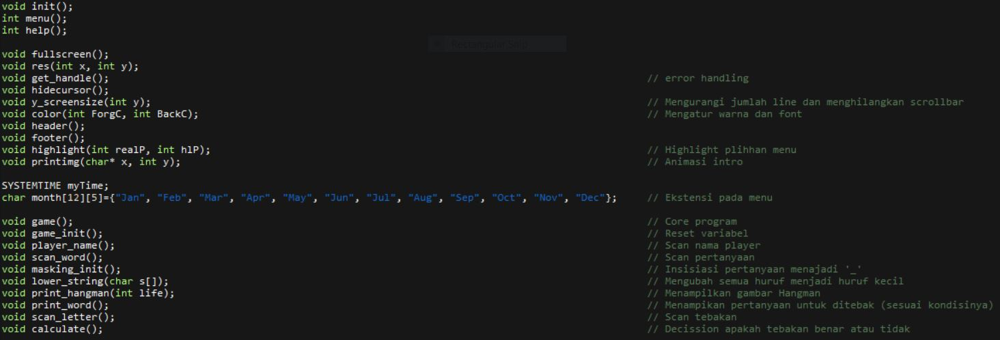 void init();
int menu();
int help();
Rectangular Snip
void fullscreen();
void res(int x, int y);
void get_handle(); // error handling
void hidecursor();
void y_screensize(int y); // Mengurangi jumlah line dan menghilangkan scrollbar
void color(int ForgC, int BackC); // Mengatur warna dan font
void header();
void footer();
void highlight(int realP, int hlP); // Highlight plihhan menu
void printimg(char* x, int y); // Animasi intro
SYSTEMTIME myTime;
char month[12][5]={"Jan", "Feb", "Mar", "Apr", "May", "Jun", "Jul", "Aug", "Sep", "Oct", "Nov", "Dec"}; // Ekstensi pada menu
void game(); // Core program
void game_init(); // Reset variabel
void player_name(); // Scan nama player
void scan_word(); // Scan pertanyaan
void masking_init(); // Insisiasi pertanyaan menajadi '_'
void lower_string(char s[]); // Mengubah semua huruf menjadi huruf kecil
void print_hangman(int life); // Menampilkan gambar Hangman
void print_word(); // Menampikan pertanyaan untuk ditebak (sesuai kondisinya)
void scan_letter(); // Scan tebakan
void calculate(); // Decission apakah tebakan benar atau tidak